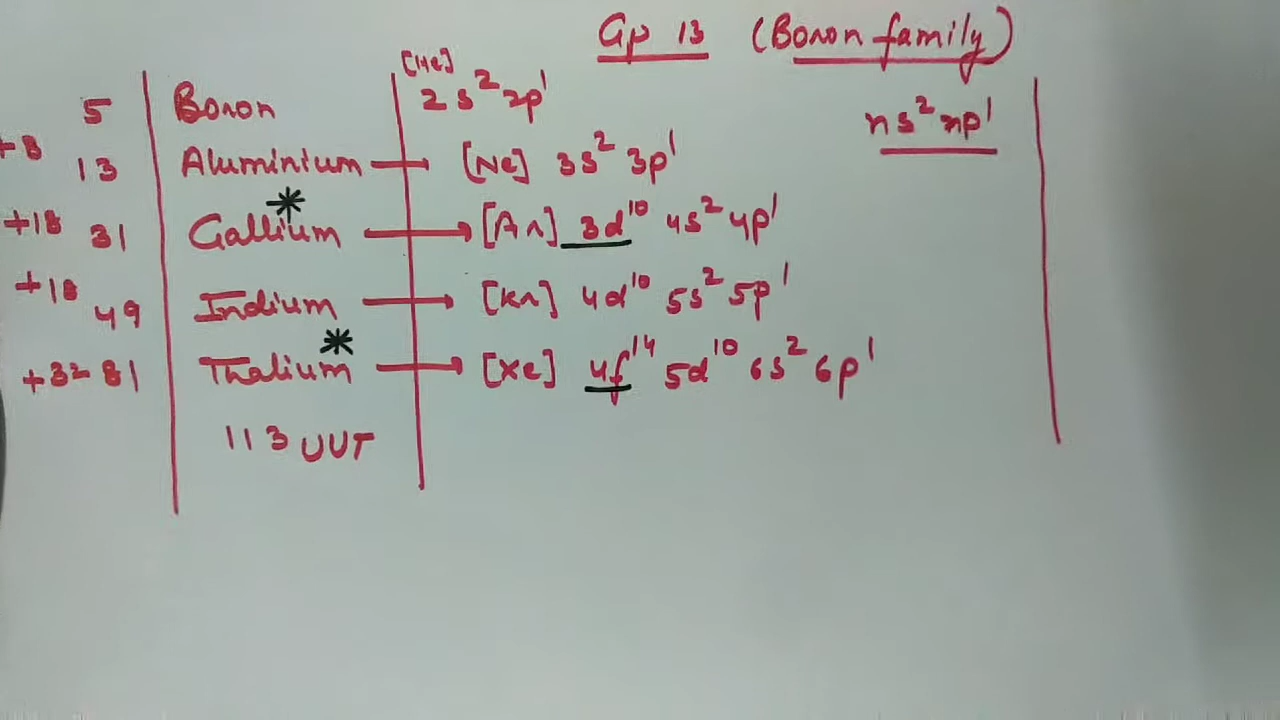 Gp 13 (Boron family)
5 Boron [He] 2s² 2p¹ ns² np¹
+8 13 Aluminium → [Ne] 3s² 3p¹
+18 31 Gallium * → [Ar] 3d¹⁰ 4s² 4p¹
+18 49 Indium → [Kr] 4d¹⁰ 5s² 5p¹
+32 81 Thalium * → [Xe] 4f¹⁴ 5d¹⁰ 6s² 6p¹
113 UUT